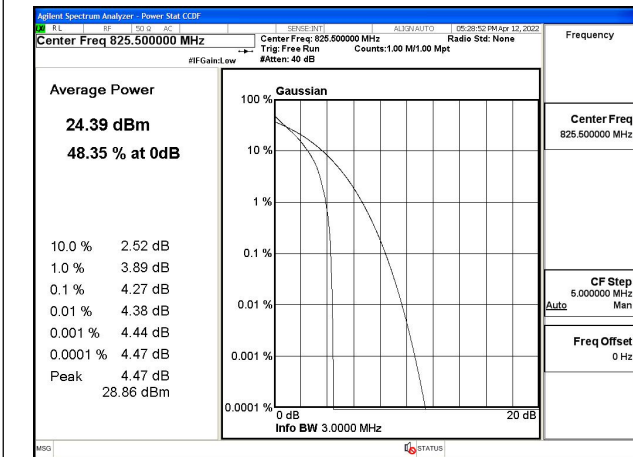 Agilent Spectrum Analyzer - Power Stat CCDF
RL RF 50 Ω AC SENSE:INT ALIGNAUTO 05:28:52 PM Apr 12, 2022
Center Freq 825.500000 MHz
Center Freq: 825.500000 MHz Radio Std: None
Trig: Free Run Counts:1.00 M/1.00 Mpt
#IFGain:Low #Atten: 40 dB
Frequency
Average Power
24.39 dBm
48.35 % at 0dB
10.0 % 2.52 dB
1.0 % 3.89 dB
0.1 % 4.27 dB
0.01 % 4.38 dB
0.001 % 4.44 dB
0.0001 % 4.47 dB
Peak 4.47 dB
28.86 dBm
Gaussian
100 %
10 %
1 %
0.1 %
0.01 %
0.001 %
0.0001 %
0 dB 20 dB
Info BW 3.0000 MHz
Center Freq
825.500000 MHz
CF Step
5.000000 MHz
Auto Man
Freq Offset
0 Hz
MSG STATUS